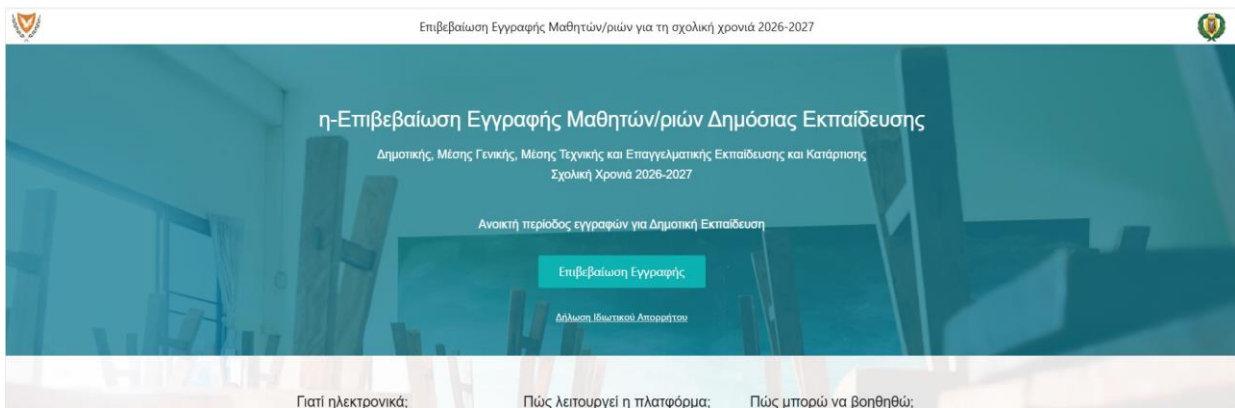 Επιβεβαίωση Εγγραφής Μαθητών/ριών για τη σχολική χρονιά 2026-2027
η-Επιβεβαίωση Εγγραφής Μαθητών/ριών Δημόσιας Εκπαίδευσης
Δημοτικής, Μέσης Γενικής, Μέσης Τεχνικής και Επαγγελματικής Εκπαίδευσης και Κατάρτισης
Σχολική Χρονιά 2026-2027
Ανοικτή περίοδος εγγραφών για Δημοτική Εκπαίδευση
Επιβεβαίωση Εγγραφής
Δήλωση Ιδιωτικού Απορρήτου
Γιατί ηλεκτρονικά; Πώς λειτουργεί η πλατφόρμα; Πώς μπορώ να βοηθηθώ;